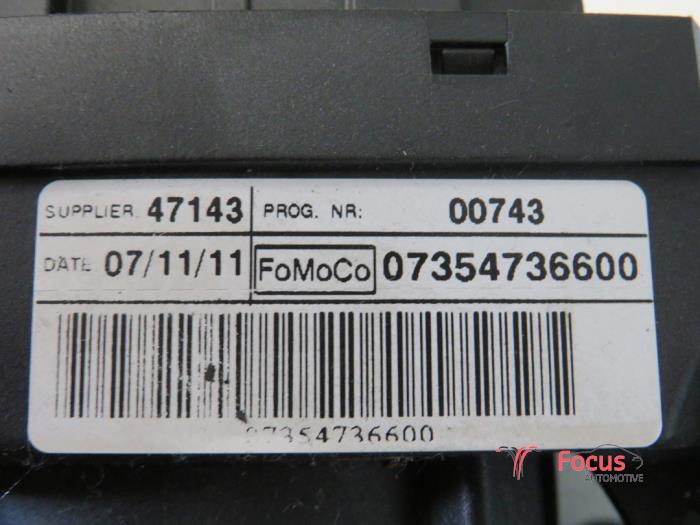 SUPPLIER. 47143 PROG. NR: 00743
DATE 07/11/11 FoMoCo 07354736600
07354736600
Focus
AUTOMOTIVE